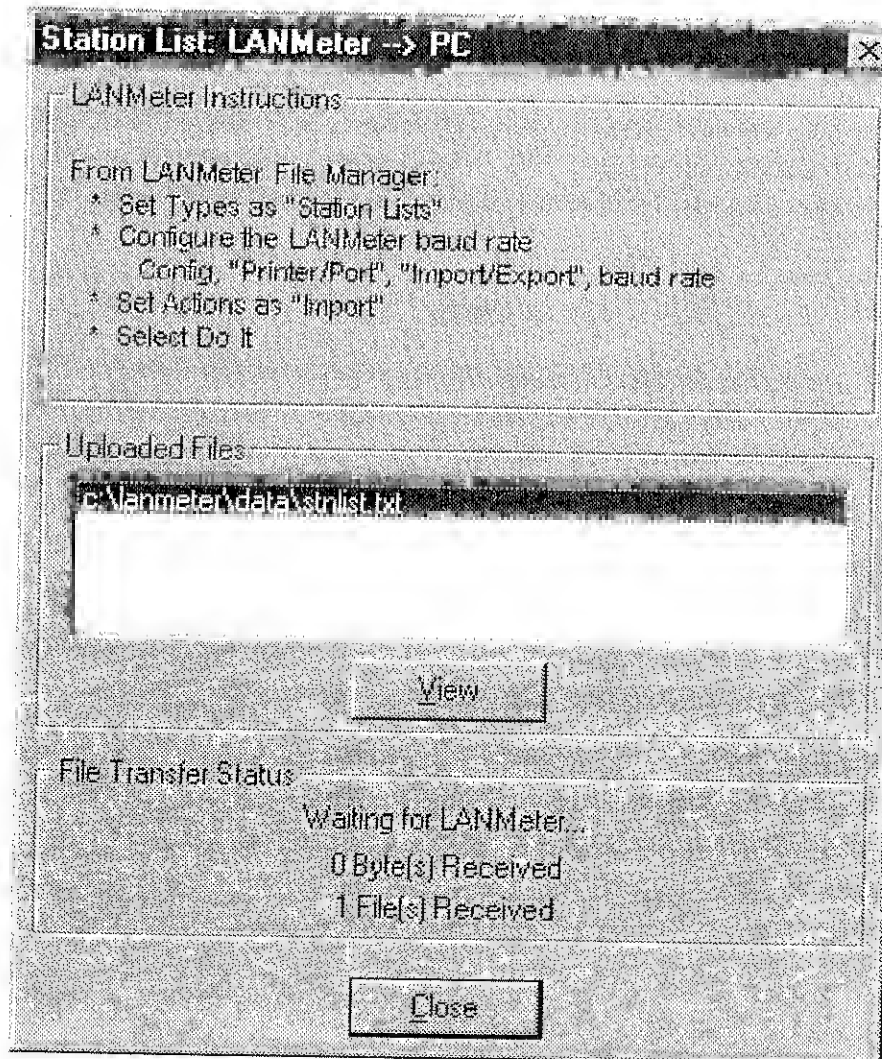 Station List: LANMeter --> PC
LANMeter Instructions
From LANMeter File Manager:
* Set Types as "Station Lists"
* Configure the LANMeter baud rate
Config, "Printer/Port", "Import/Export", baud rate
* Set Actions as "Import"
* Select Do It
Uploaded Files
c:\lanmeter\data\stnlist.txt
View
File Transfer Status
Waiting for LANMeter...
0 Byte(s) Received
1 File(s) Received
Close